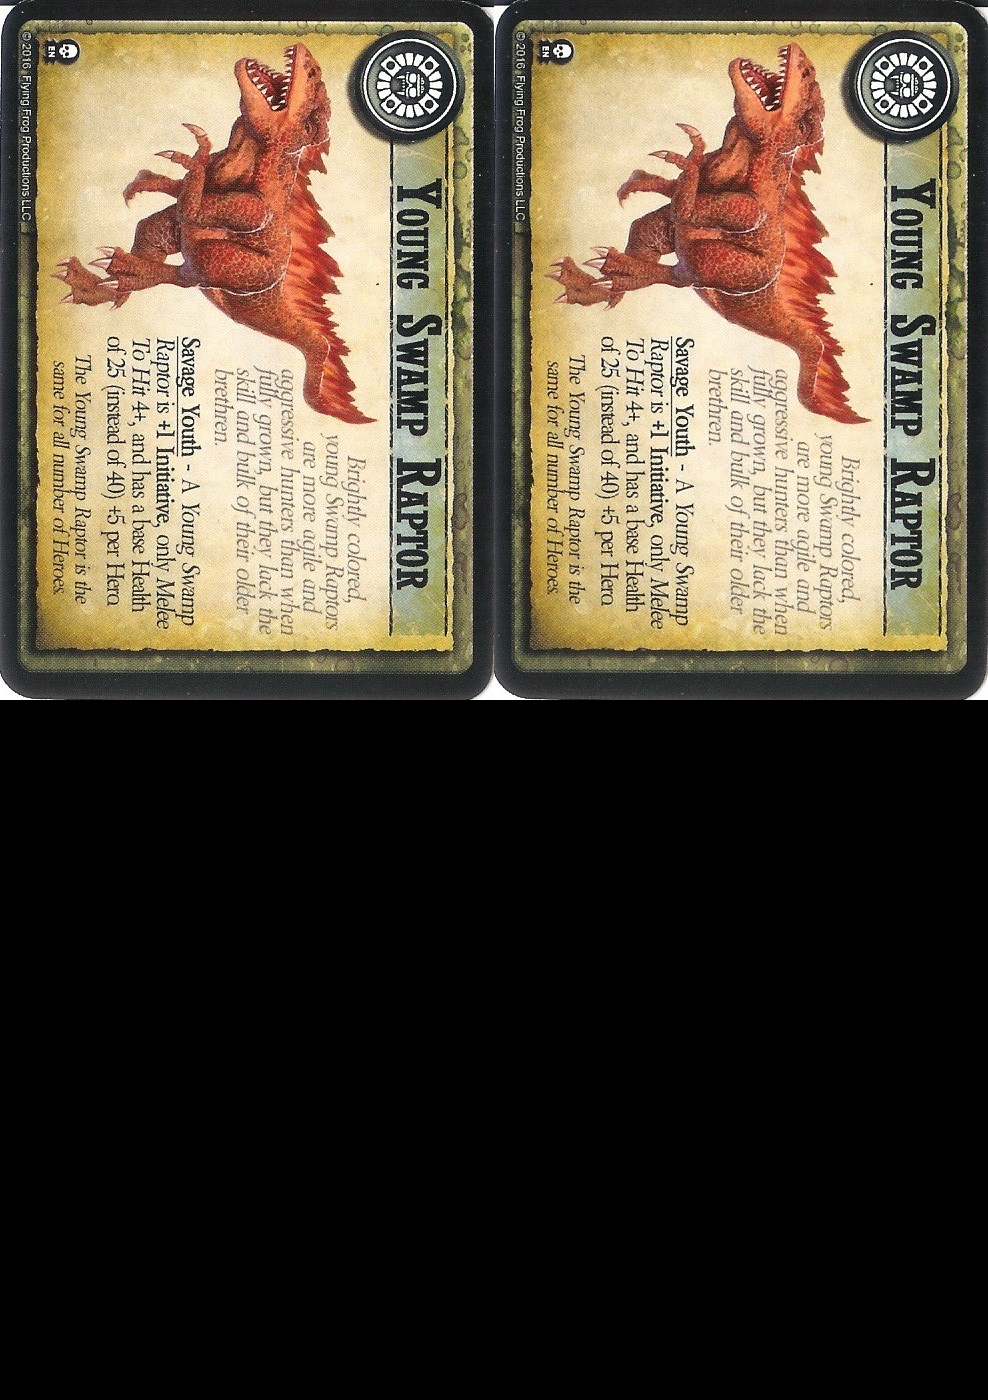 YOUNG SWAMP RAPTOR
Brightly colored,
young Swamp Raptors
are more agile and
aggressive hunters than when
fully grown, but they lack the
skill and bulk of their older
brethren.
Savage Youth - A Young Swamp
Raptor is +1 Initiative, only Melee
To Hit 4+, and has a base Health
of 25 (instead of 40) +5 per Hero.
The Young Swamp Raptor is the
same for all number of Heroes.
EN
©2016 Flying Frog Productions LLC
YOUNG SWAMP RAPTOR
Brightly colored,
young Swamp Raptors
are more agile and
aggressive hunters than when
fully grown, but they lack the
skill and bulk of their older
brethren.
Savage Youth - A Young Swamp
Raptor is +1 Initiative, only Melee
To Hit 4+, and has a base Health
of 25 (instead of 40) +5 per Hero.
The Young Swamp Raptor is the
same for all number of Heroes.
EN
©2016 Flying Frog Productions LLC